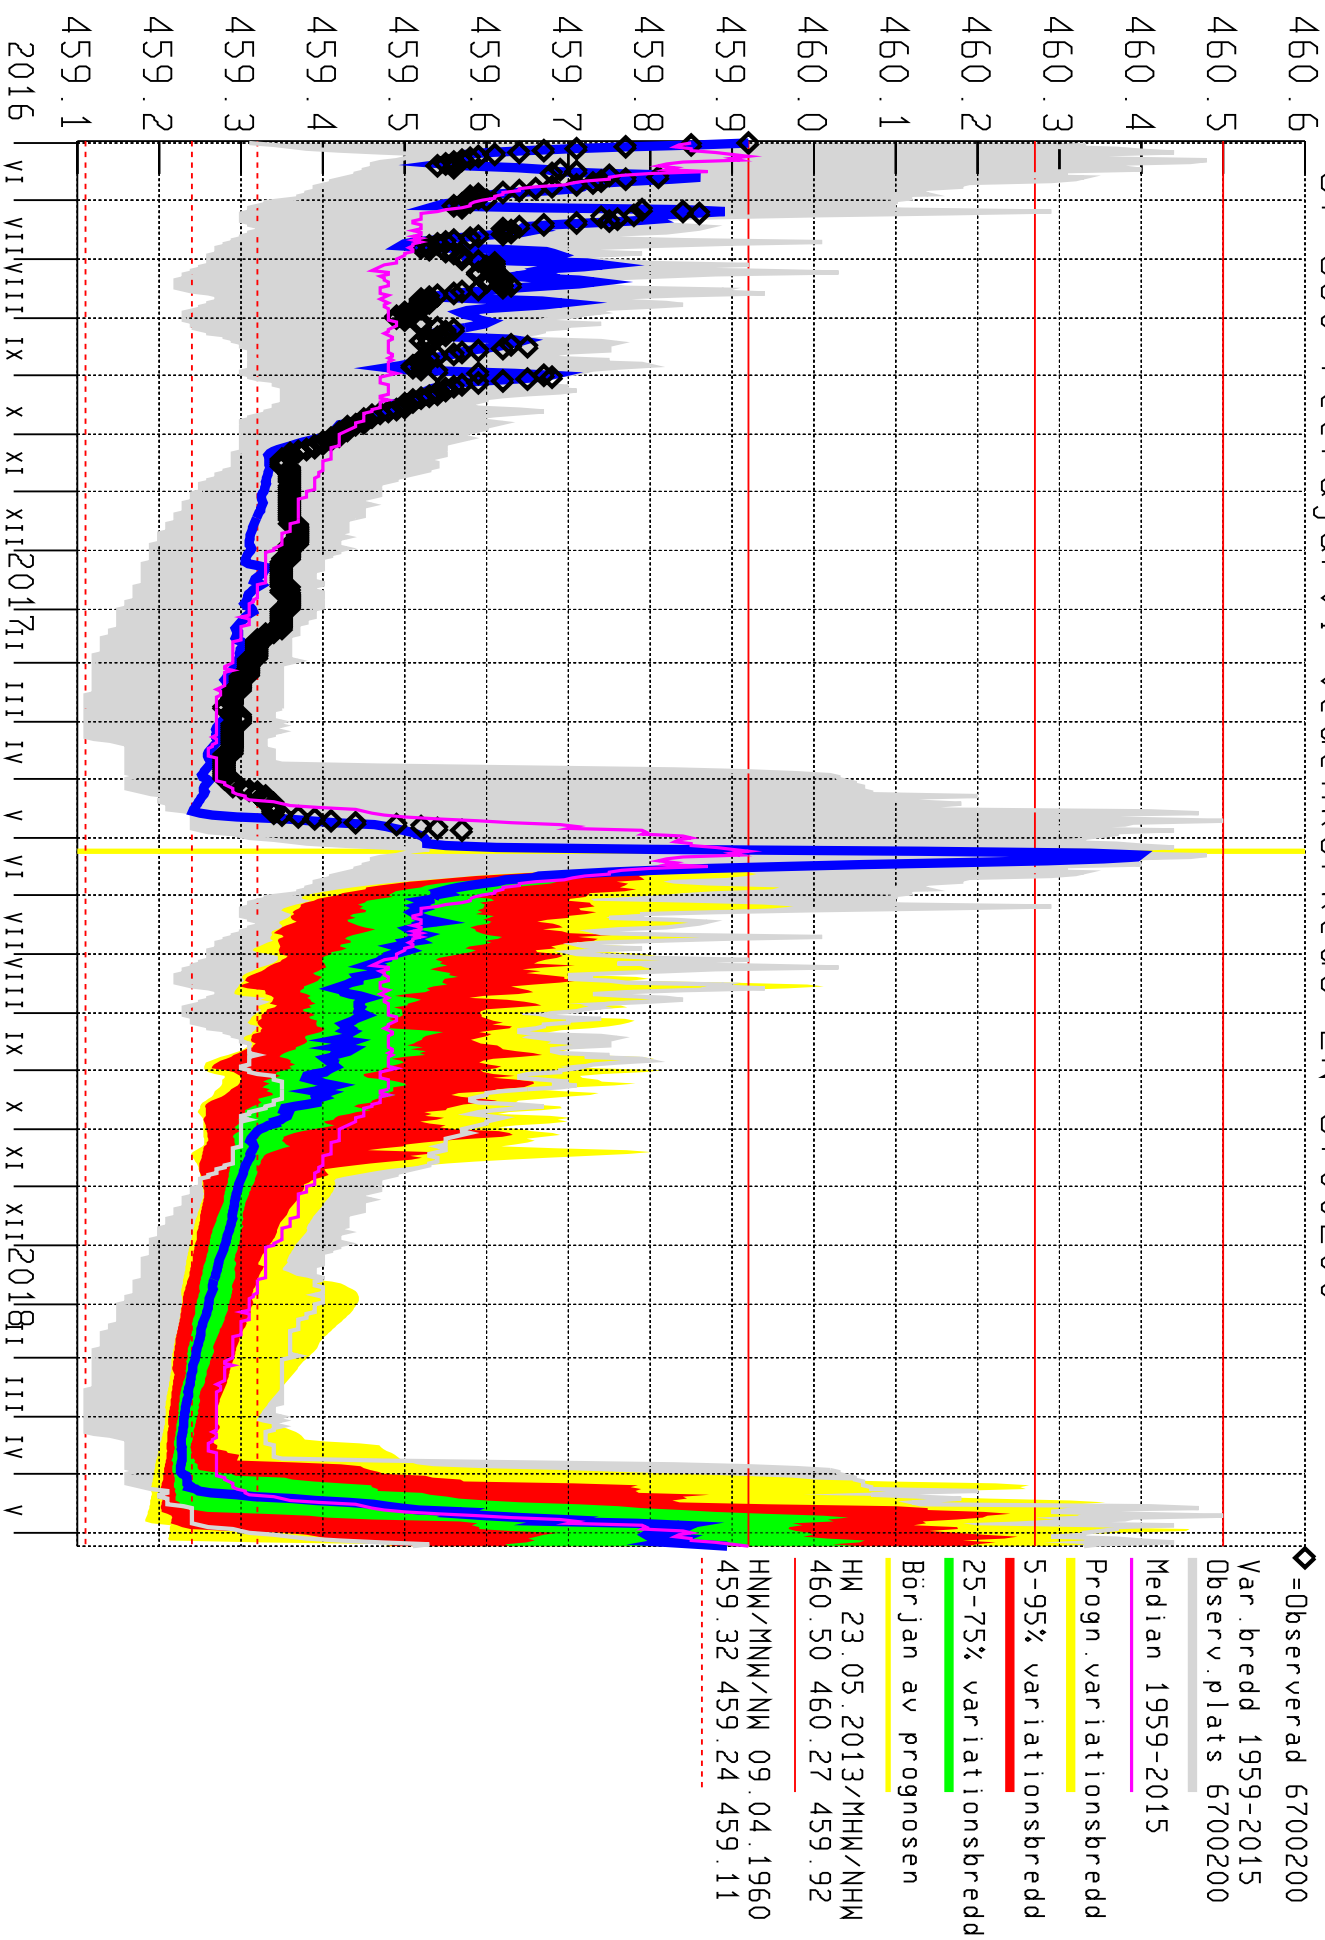 460.6
460.5
460.4
460.3
460.2
460.1
460.0
459.9
459.8
459.7
459.6
459.5
459.4
459.3
459.2
459.1
2016 VI VII VIII IX X XI XII 2017 II III IV V VI VII VIII IX X XI XII 2018 II III IV V
=Observerad 6700200
Var.bredd 1959-2015
Observ.plats 6700200
Median 1959-2015
Progn.variationsbredd
5-95% variationsbredd
25-75% variationsbredd
Början av prognosen
HW 23.05.2013/MHW/NHW
460.50 460.27 459.92
HNW/MNW/NW 09.04.1960
459.32 459.24 459.11